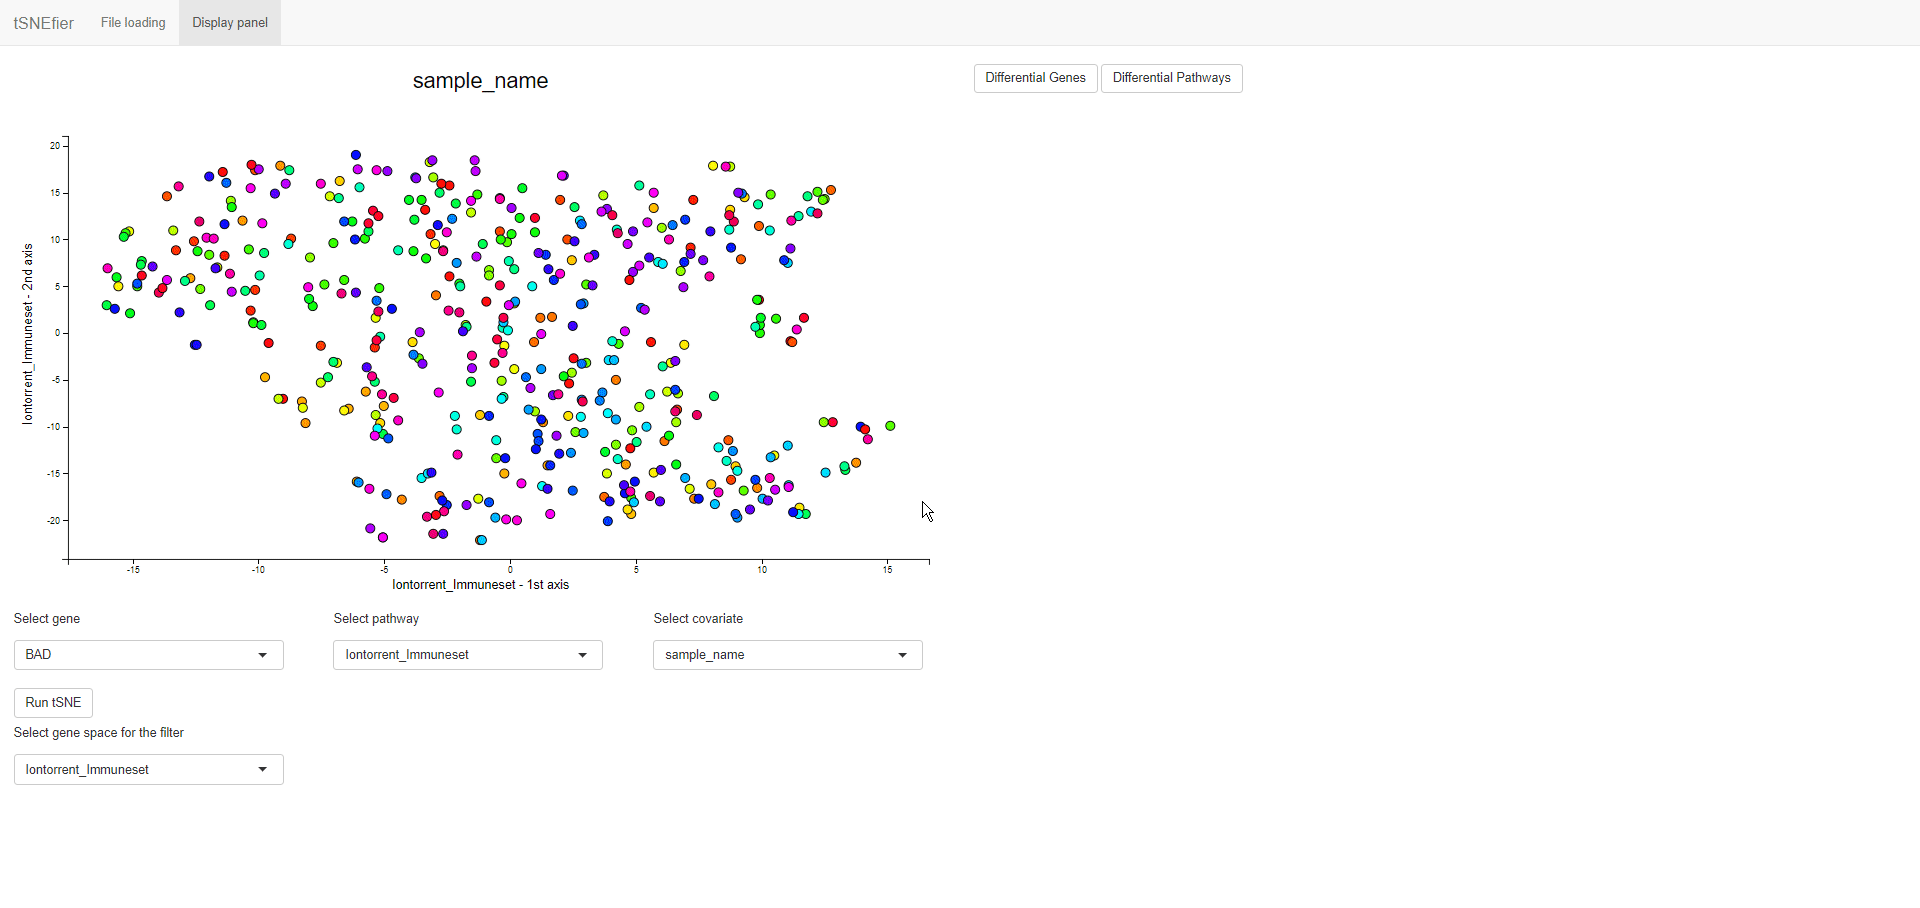 tSNEfier File loading Display panel
sample_name
Differential Genes Differential Pathways
20
15
10
5
0
-5
-10
-15
-20
Iontorrent_Immuneset - 2nd axis
-15 -10 -5 0 5 10 15
Iontorrent_Immuneset - 1st axis
Select gene Select pathway Select covariate
BAD Iontorrent_Immuneset sample_name
Run tSNE
Select gene space for the filter
Iontorrent_Immuneset